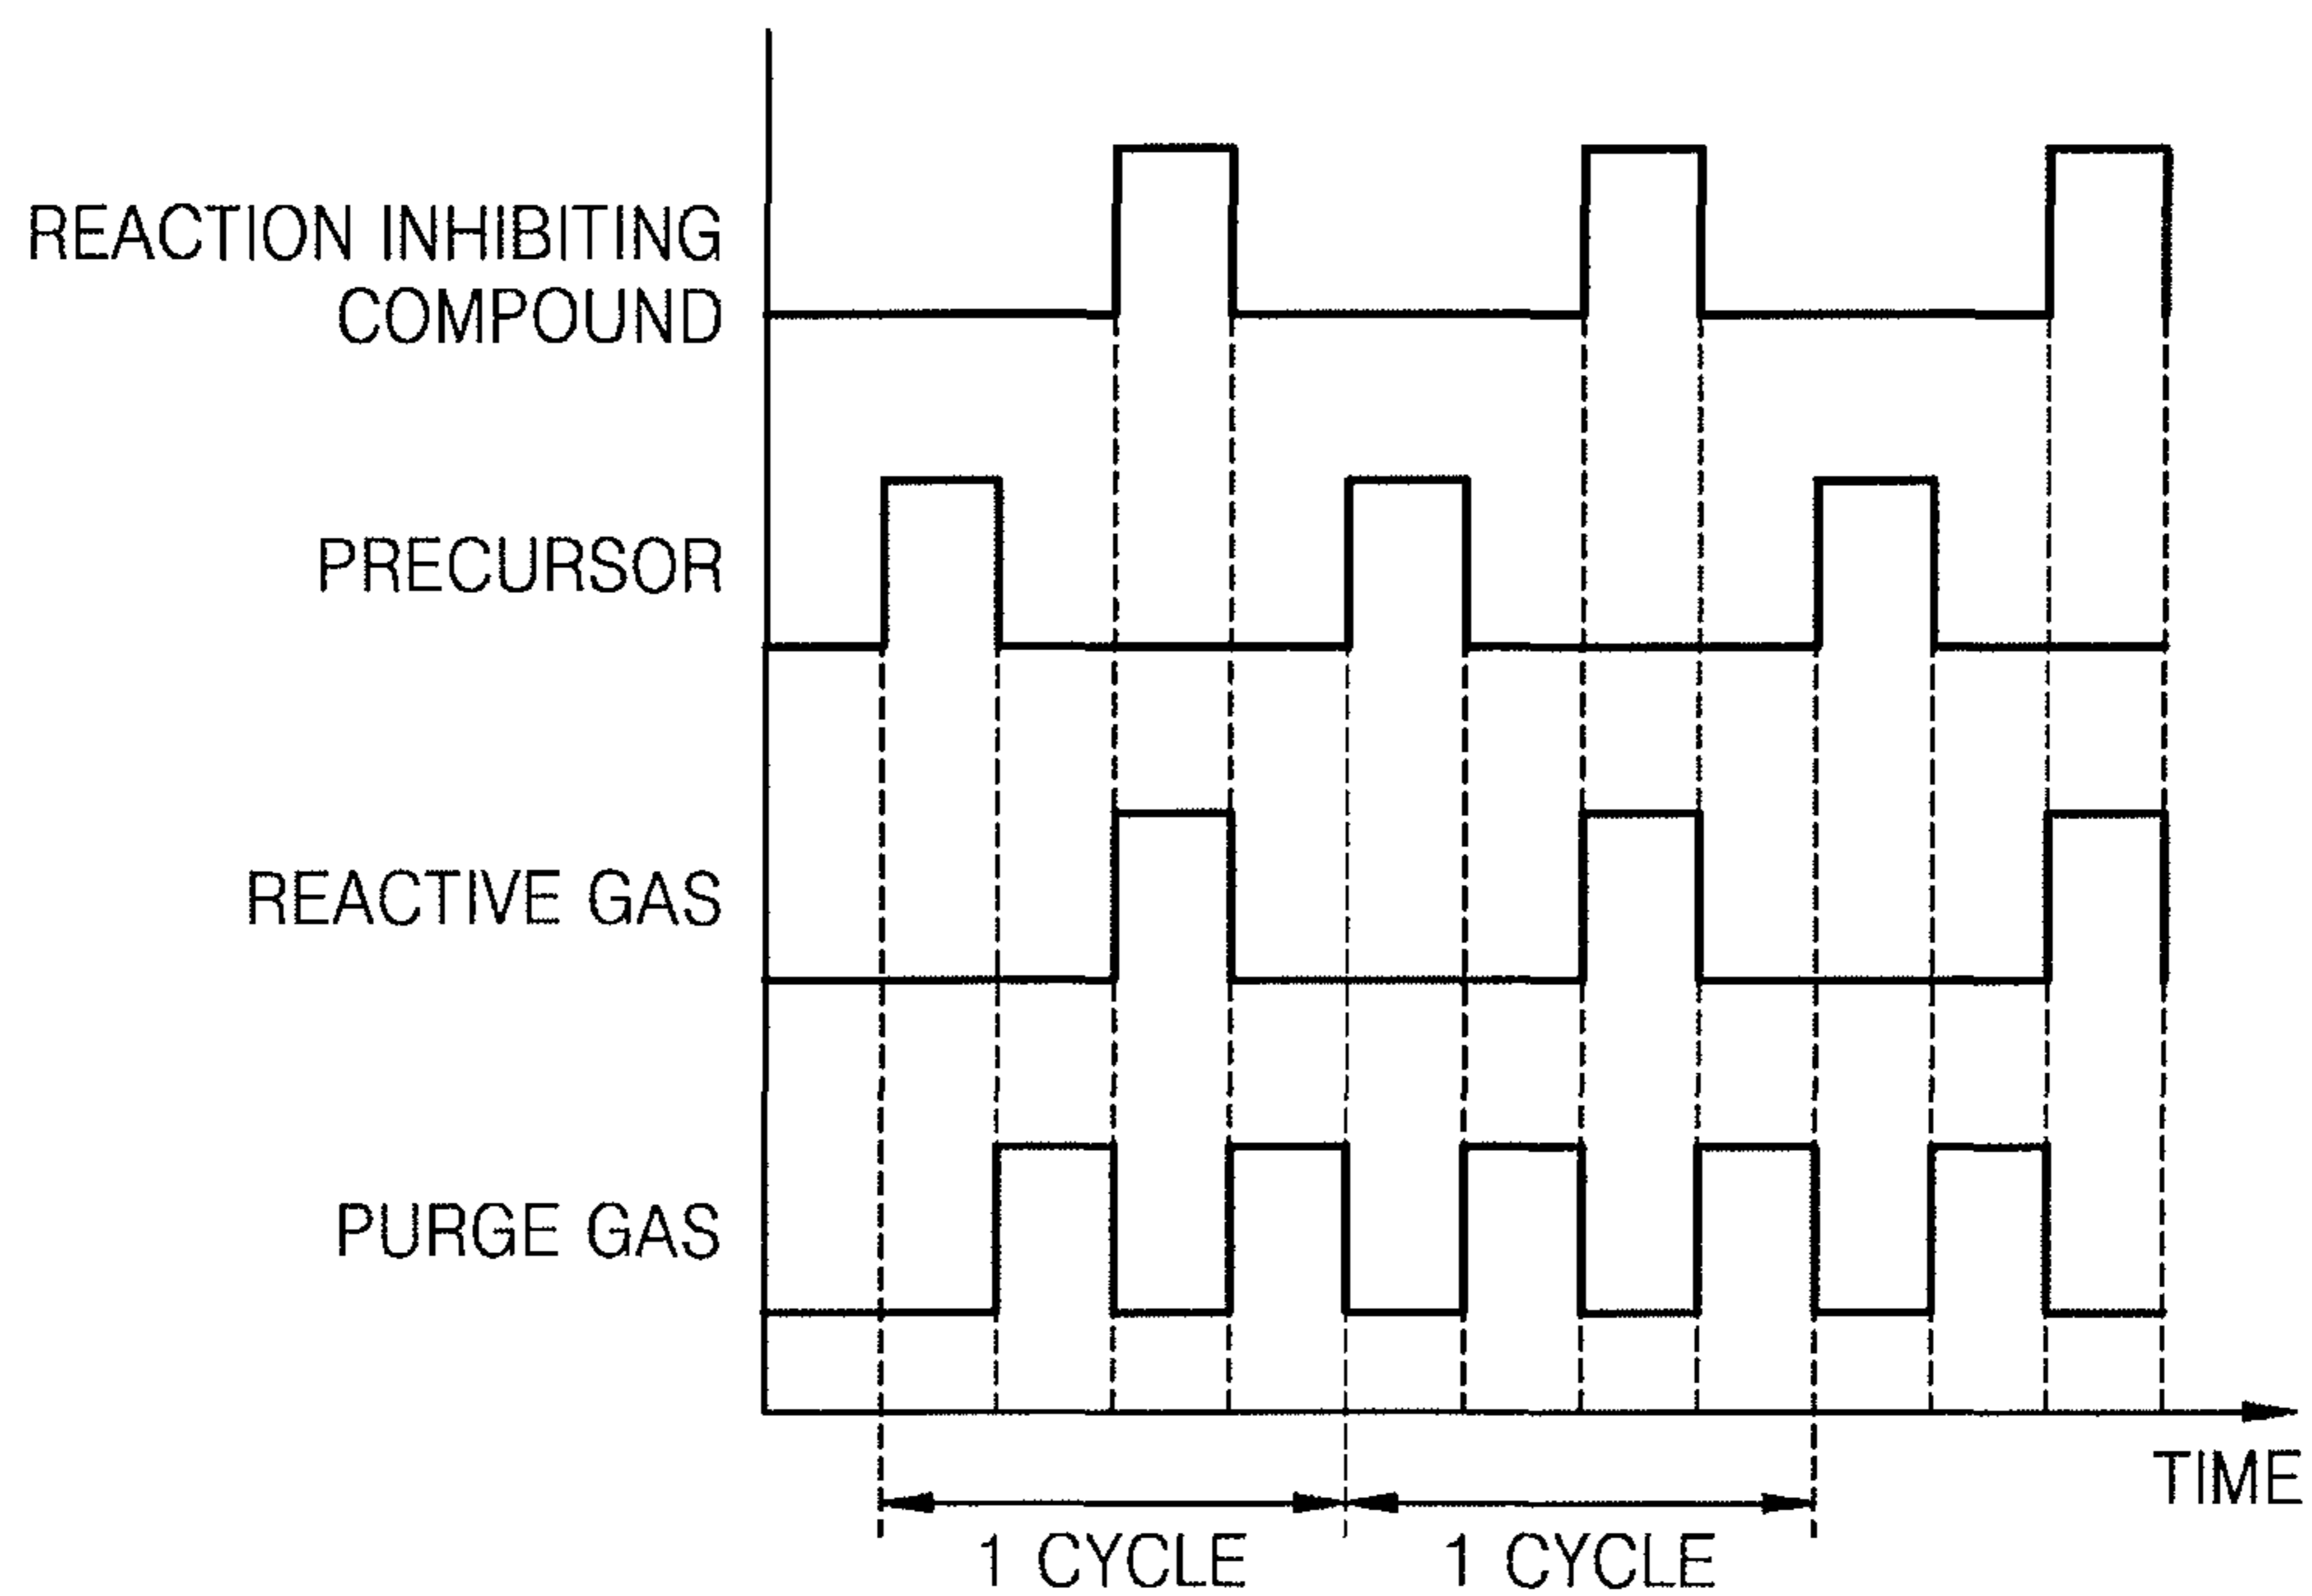 REACTION INHIBITING
COMPOUND
PRECURSOR
REACTIVE GAS
PURGE GAS
TIME
1 CYCLE
1 CYCLE